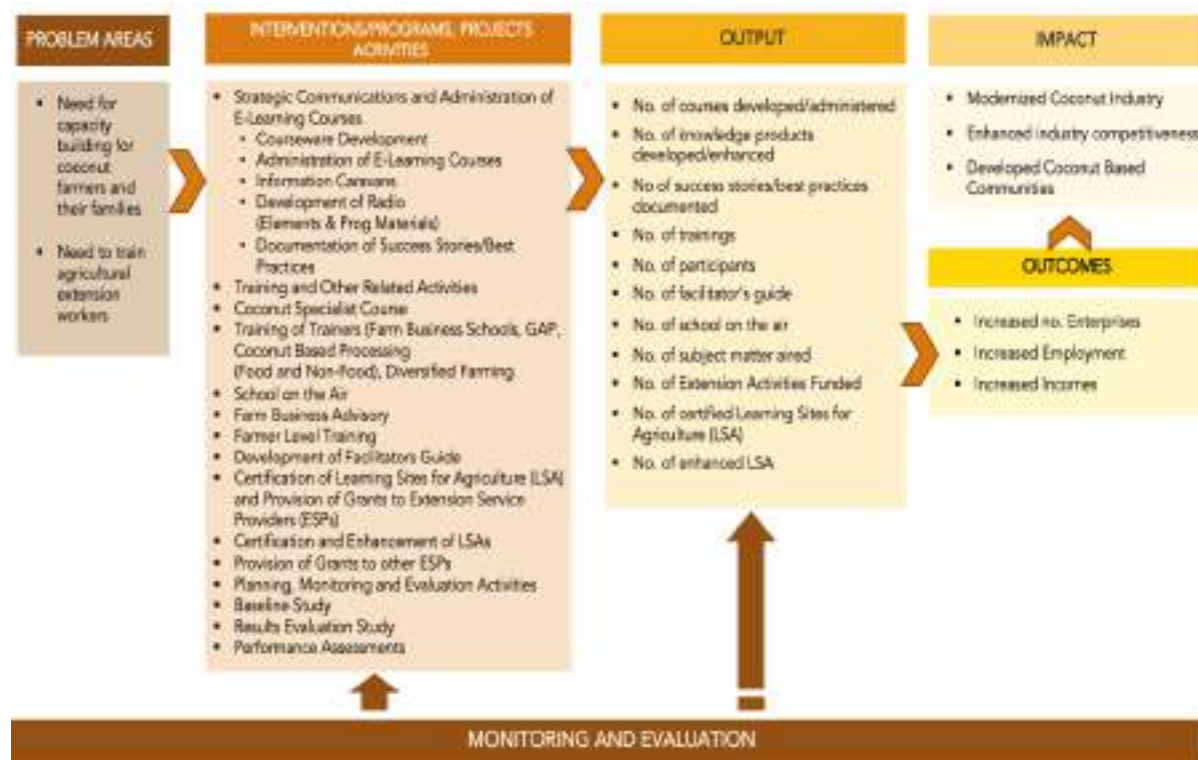 PROBLEM AREAS
• Need for
capacity
building for
coconut
farmers and
their families
• Need to train
agricultural
extension
workers
INTERVENTIONS/PROGRAMS, PROJECTS
ACRIVITIES
• Strategic Communications and Administration of
E-Learning Courses
• Courseware Development
• Administration of E-Learning Courses
• Information Caravans
• Development of Radio
(Elements & Prog Materials)
• Documentation of Success Stories/Best
Practices
• Training and Other Related Activities
• Coconut Specialist Course
• Training of Trainers (Farm Business Schools, GAP,
Coconut Based Processing
(Food and Non-Food), Diversified Farming
• School on the Air
• Farm Business Advisory
• Farmer Level Training
• Development of Facilitators Guide
• Certification of Learning Sites for Agriculture (LSA)
and Provision of Grants to Extension Service
Providers (ESPs)
• Certification and Enhancement of LSAs
• Provision of Grants to other ESPs
• Planning, Monitoring and Evaluation Activities
• Baseline Study
• Results Evaluation Study
• Performance Assessments
OUTPUT
• No. of courses developed/administered
• No. of knowledge products
developed/enhanced
• No of success stories/best practices
documented
• No. of trainings
• No. of participants
• No. of facilitator's guide
• No. of school on the air
• No. of subject matter aired
• No. of Extension Activities Funded
• No. of certified Learning Sites for
Agriculture (LSA)
• No. of enhanced LSA
IMPACT
• Modernized Coconut Industry
• Enhanced industry competitiveness
• Developed Coconut Based
Communities
OUTCOMES
• Increased no. Enterprises
• Increased Employment
• Increased Incomes
MONITORING AND EVALUATION